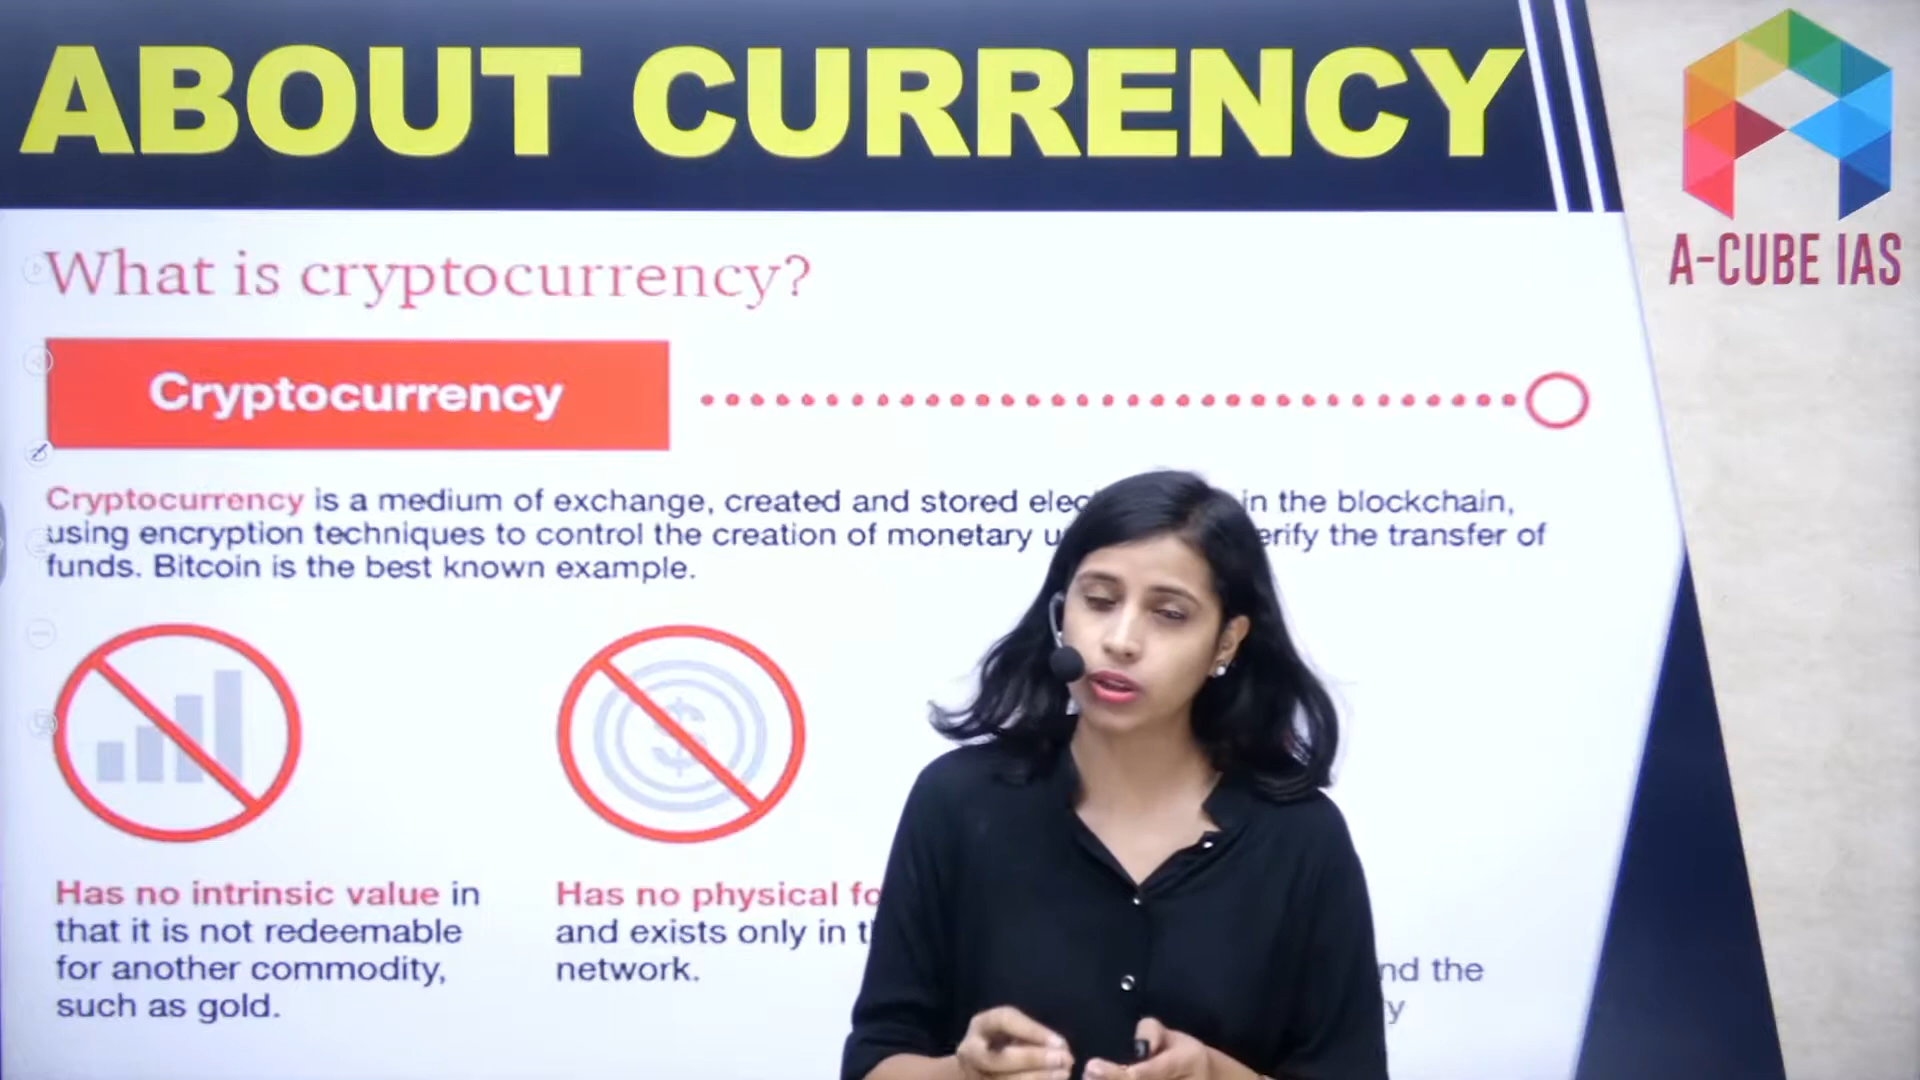 ABOUT CURRENCY
A-CUBE IAS
What is cryptocurrency?
Cryptocurrency
Cryptocurrency is a medium of exchange, created and stored in the blockchain,
using encryption techniques to control the creation of monetary the transfer of
funds. Bitcoin is the best known example.
Has no intrinsic value in
that it is not redeemable
for another commodity,
such as gold.
Has no physical
and exists only in
network.
the